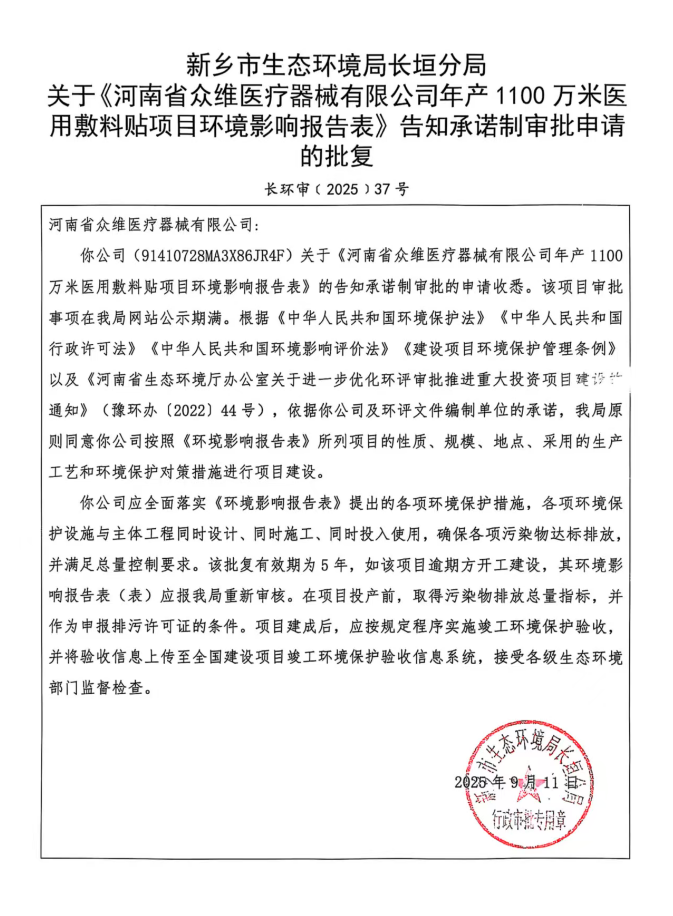 新乡市生态环境局长垣分局
关于《河南省众维医疗器械有限公司年产 1100 万米医
用敷料贴项目环境影响报告表》告知承诺制审批申请
的批复
长环审﹝2025﹞37 号
河南省众维医疗器械有限公司:
你公司（91410728MA3X86JR4F）关于《河南省众维医疗器械有限公司年产 1100
万米医用敷料贴项目环境影响报告表》的告知承诺制审批的申请收悉。该项目审批
事项在我局网站公示期满。根据《中华人民共和国环境保护法》《中华人民共和国
行政许可法》《中华人民共和国环境影响评价法》《建设项目环境保护管理条例》
以及《河南省生态环境厅办公室关于进一步优化环评审批推进重大投资项目建设的
通知》（豫环办〔2022〕44 号），依据你公司及环评文件编制单位的承诺，我局原
则同意你公司按照《环境影响报告表》所列项目的性质、规模、地点、采用的生产
工艺和环境保护对策措施进行项目建设。
你公司应全面落实《环境影响报告表》提出的各项环境保护措施，各项环境保
护设施与主体工程同时设计、同时施工、同时投入使用，确保各项污染物达标排放，
并满足总量控制要求。该批复有效期为 5 年，如该项目逾期方开工建设，其环境影
响报告表（表）应报我局重新审核。在项目投产前，取得污染物排放总量指标，并
作为申报排污许可证的条件。项目建成后，应按规定程序实施竣工环境保护验收，
并将验收信息上传至全国建设项目竣工环境保护验收信息系统，接受各级生态环境
部门监督检查。
新乡市生态环境局长垣分局
2025 年 9 月 11 日
行政审批专用章